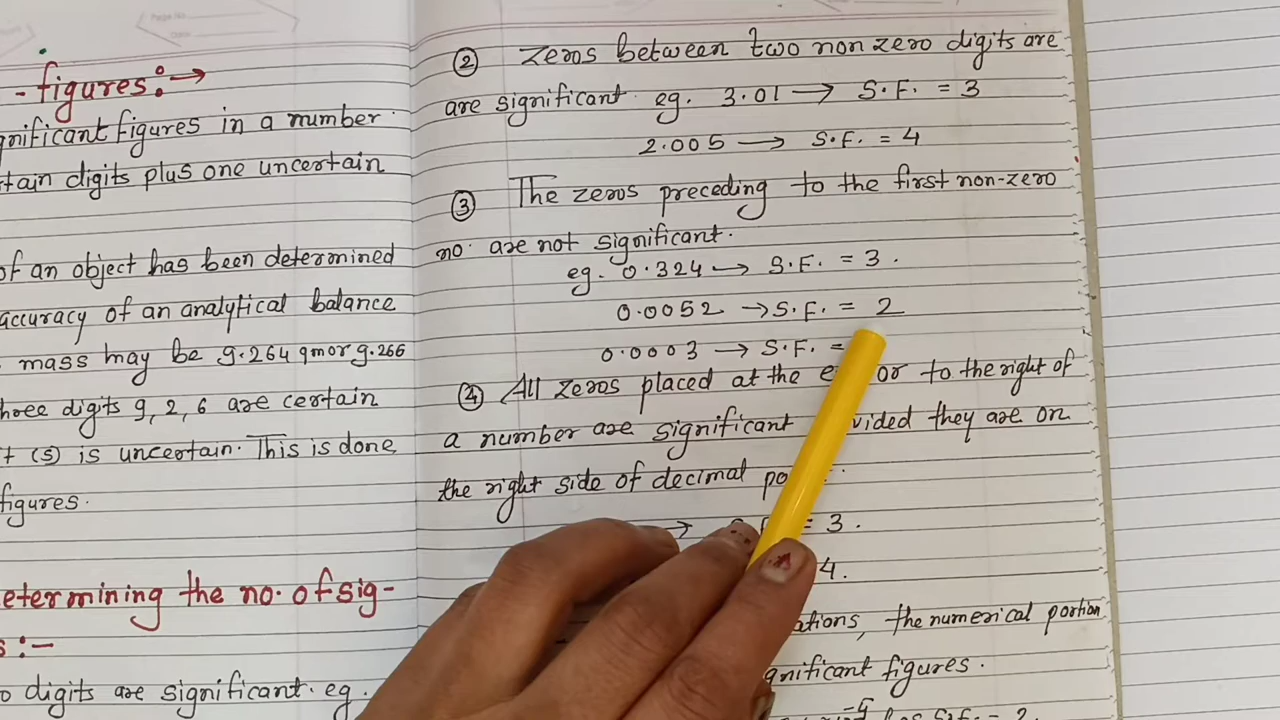 - figures:→
gnificant figures in a number.
tain digits plus one uncertain
of an object has been determined
accuracy of an analytical balance
mass may be 9.264 gm or 9.266
hree digits 9, 2, 6 are certain
t (5) is uncertain. This is done
figures.
etermining the no. of sig-
s:-
o digits are significant. eg.
② Zeros between two non zero digits are
are significant. eg. 3.01 → S.F. = 3
2.005 → S.F. = 4
③ The zeros preceding to the first non-zero
no. are not significant.
eg. 0.324 → S.F. = 3.
0.0052 → S.F. = 2
0.0003 → S.F. =
④ All zeros placed at the e or to the right of
a number are significant vided they are on
the right side of decimal po
→ = 3.
4.
ations, the numerical portion
gnificant figures.